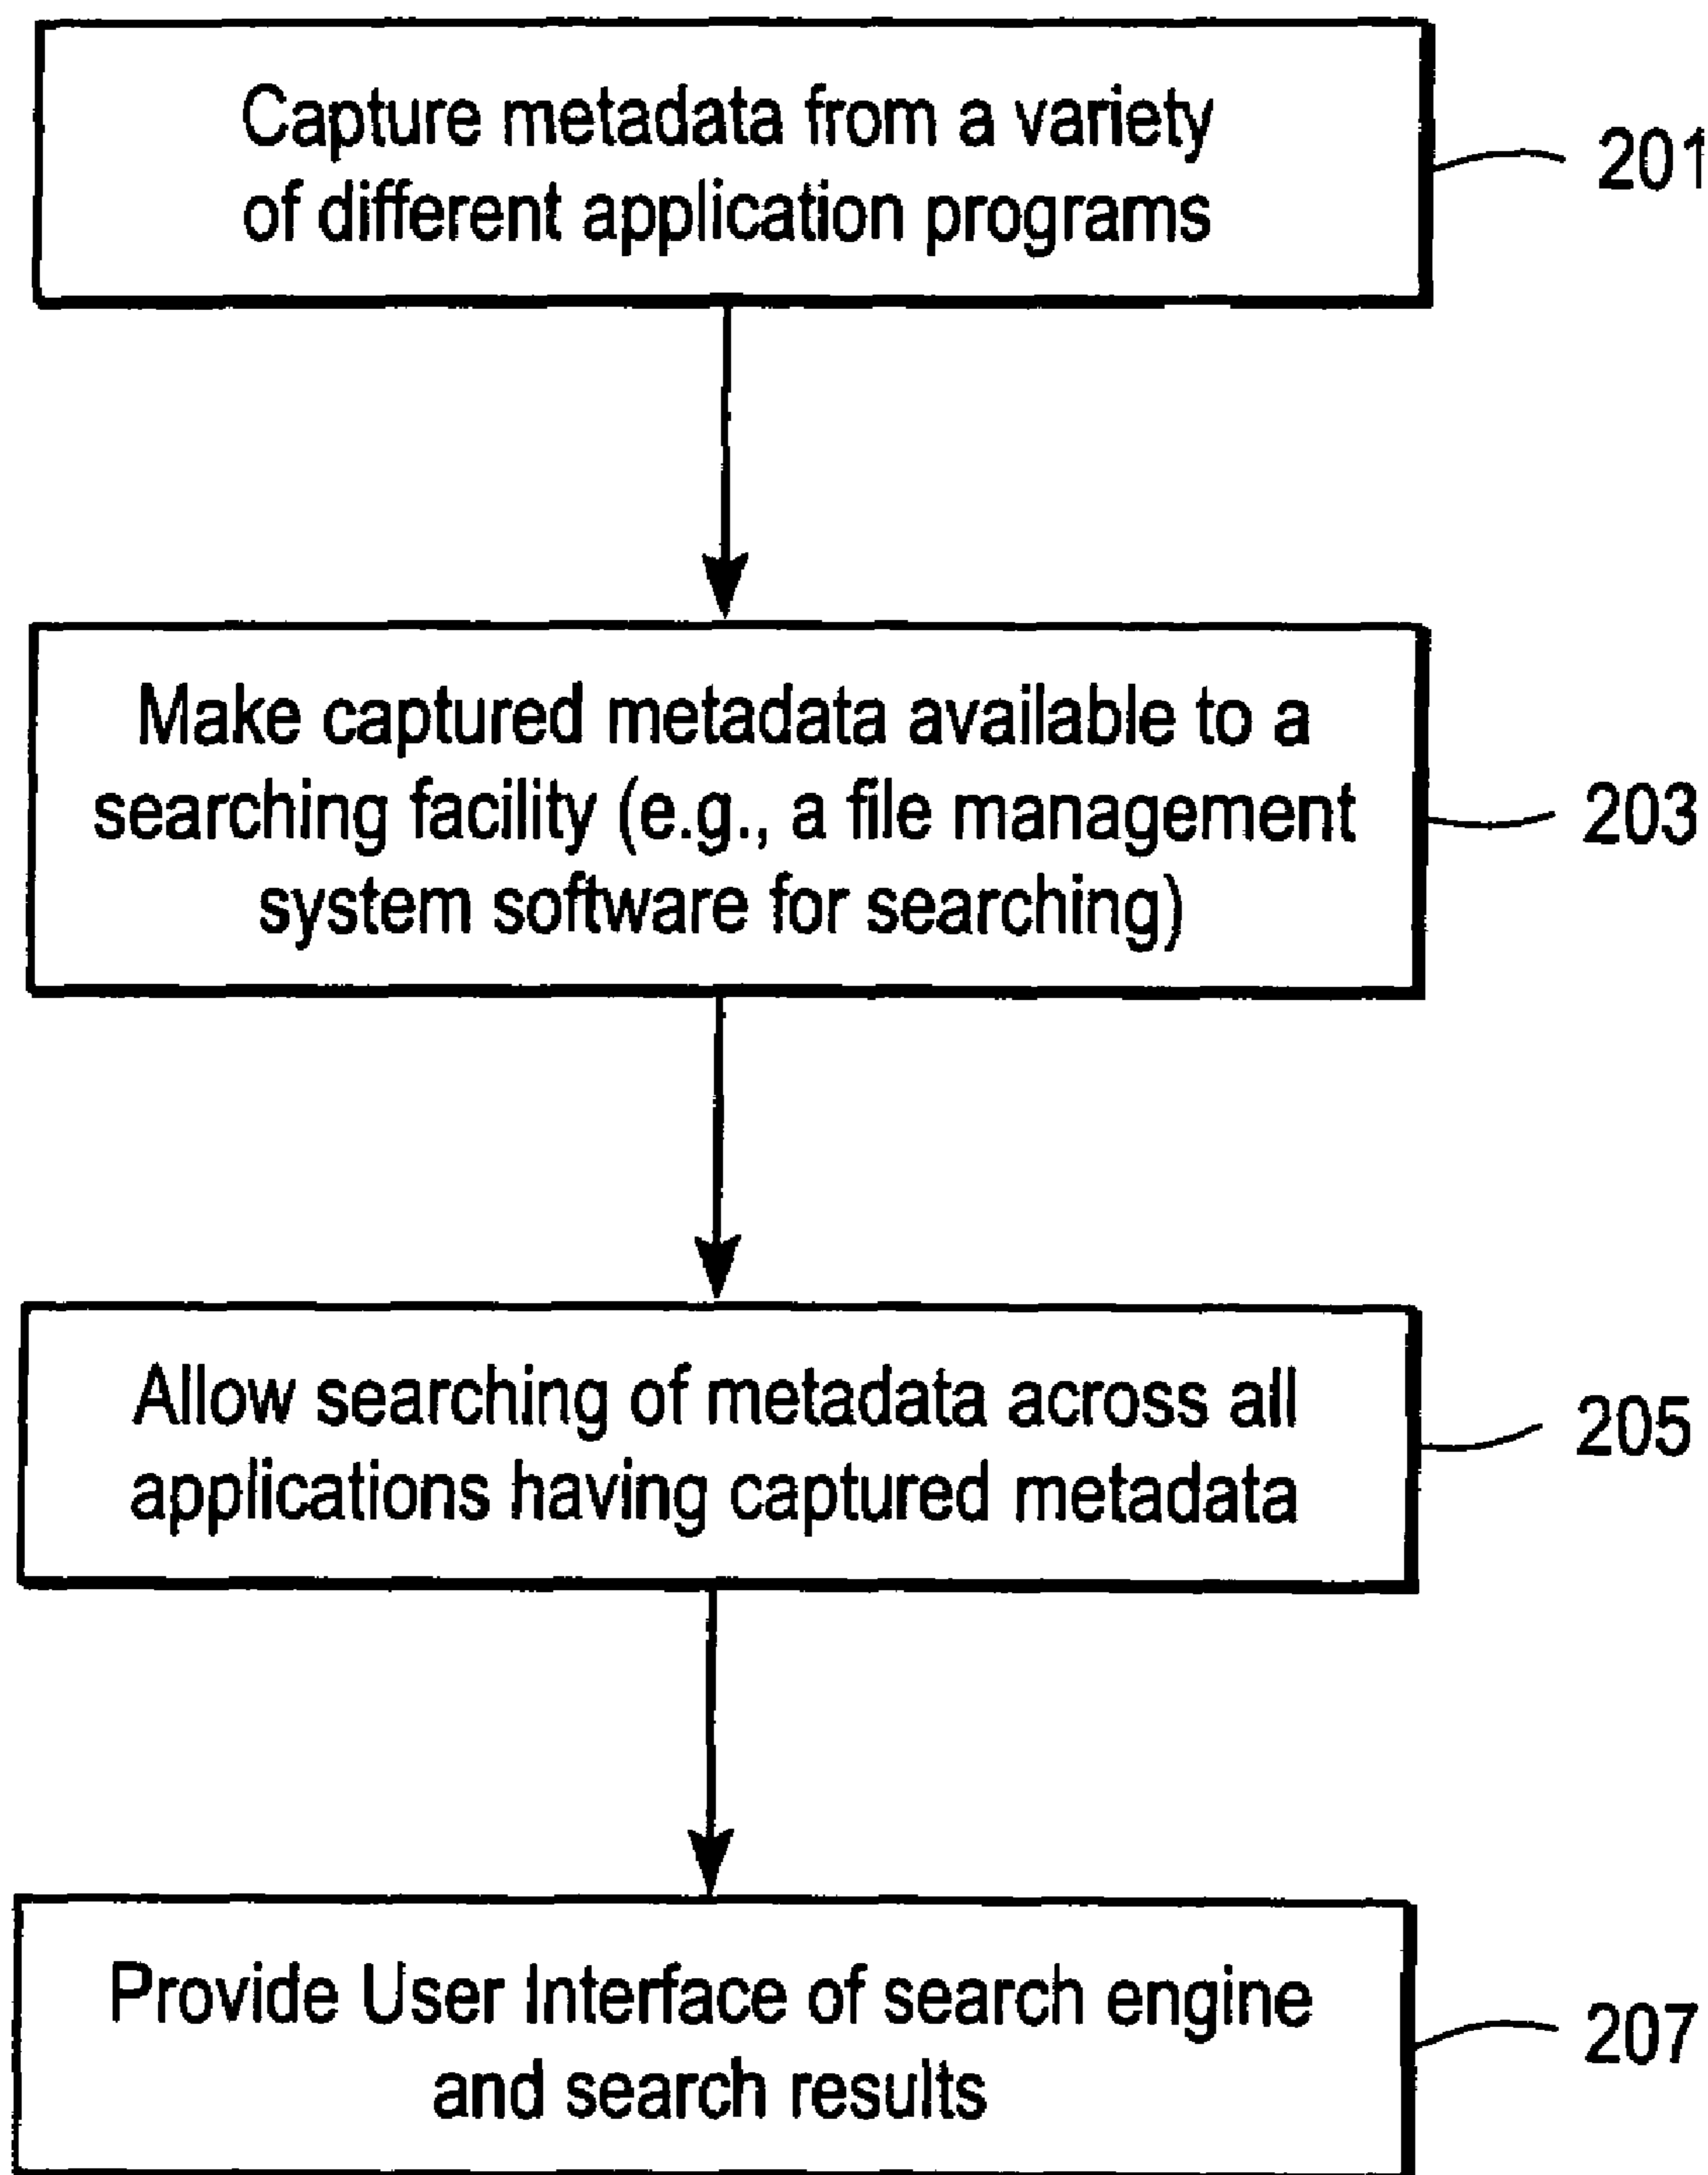 Capture metadata from a variety
of different application programs
201
Make captured metadata available to a
searching facility (e.g., a file management
system software for searching)
203
Allow searching of metadata across all
applications having captured metadata
205
Provide User Interface of search engine
and search results
207